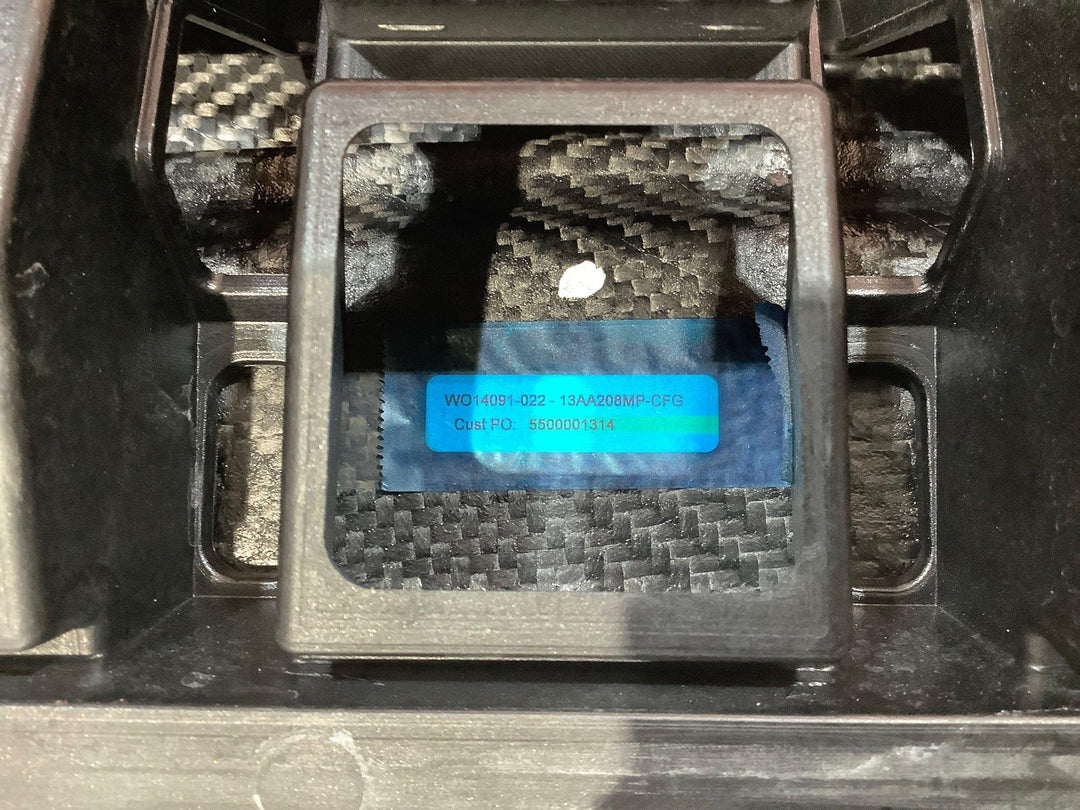 WO14091-022 - 13AA208MP-CFG
Cust PO: 5500001314